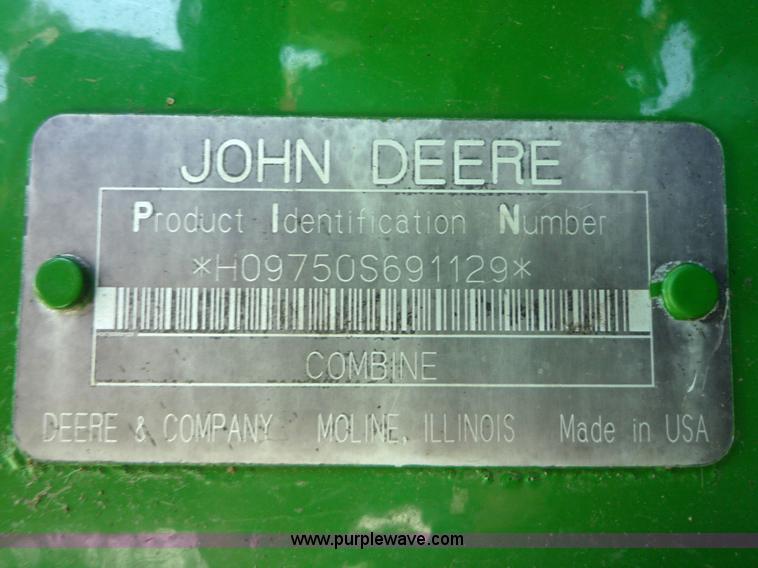 JOHN DEERE
Product Identification Number
*H09750S691129*
COMBINE
DEERE & COMPANY MOLINE, ILLINOIS Made in USA
www.purplewave.com